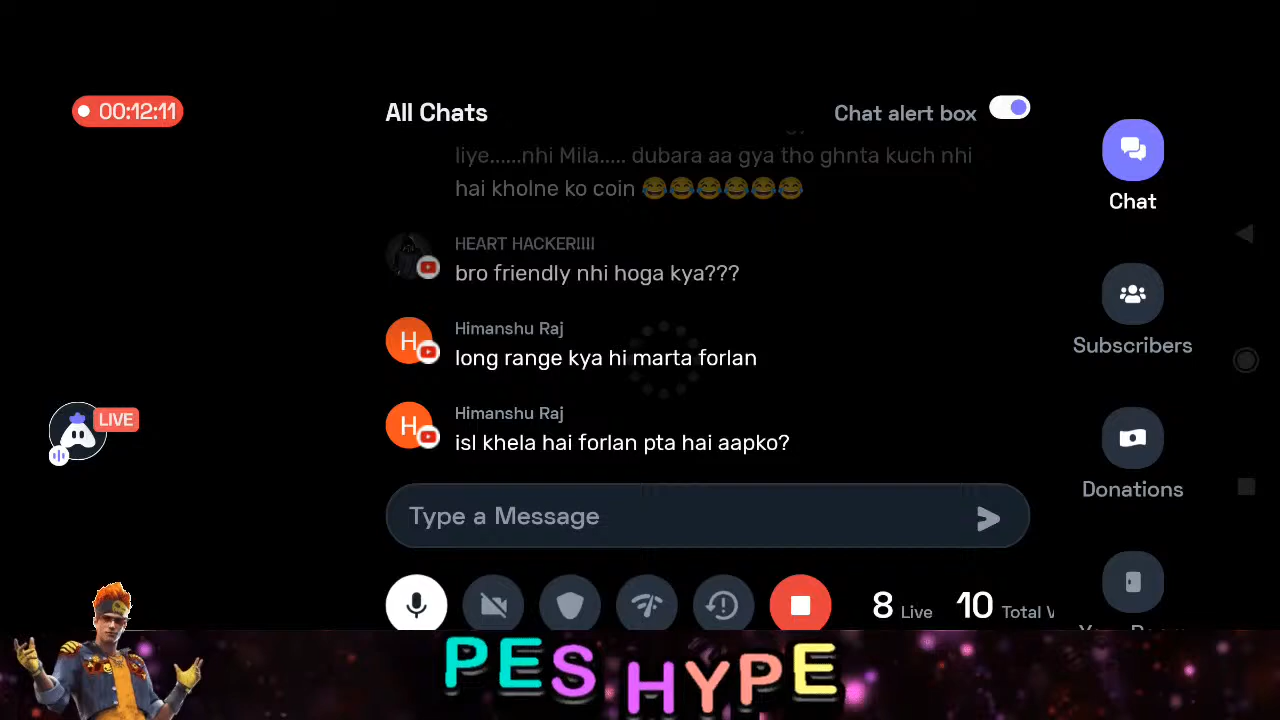 00:12:11
All Chats
Chat alert box
liye......nhi Mila..... dubara aa gya tho ghnta kuch nhi
hai kholne ko coin 😂😂😂😂😂😂
HEART HACKER!!!!
bro friendly nhi hoga kya???
H
Himanshu Raj
long range kya hi marta forlan
H
Himanshu Raj
isl khela hai forlan pta hai aapko?
Type a Message
Chat
Subscribers
Donations
LIVE
8 Live
10 Total
PES HYPE